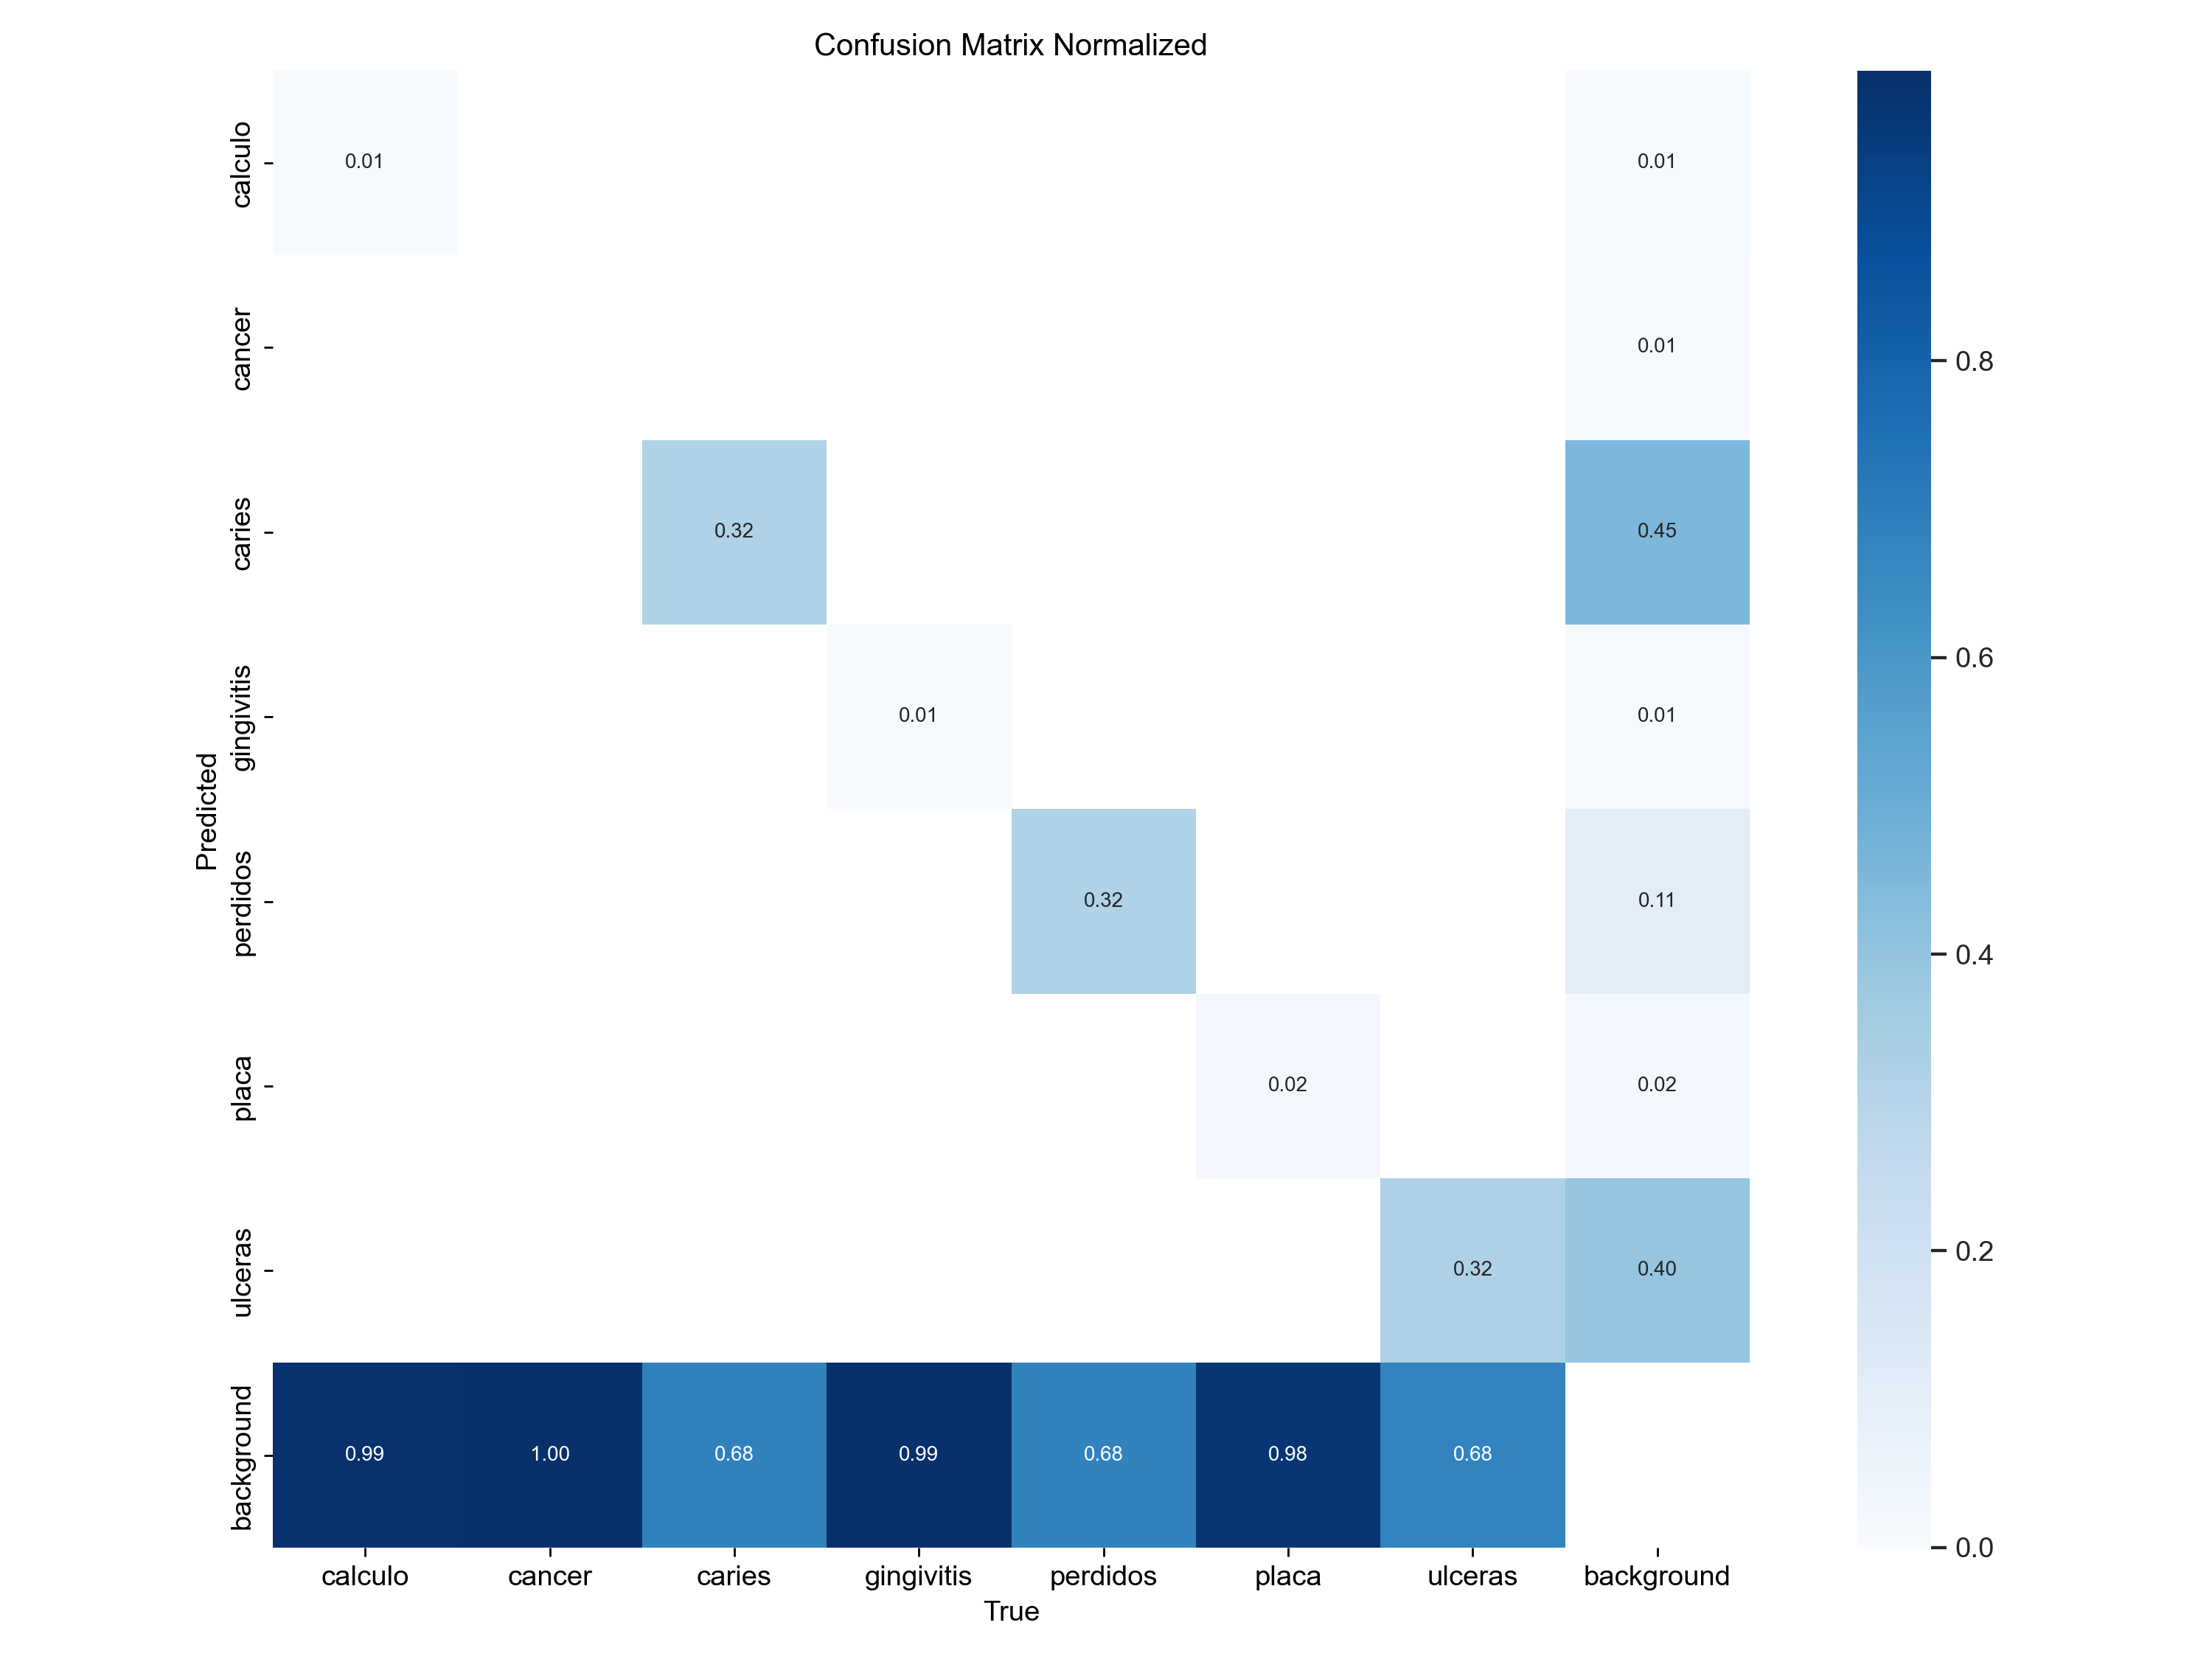 Confusion Matrix Normalized
calculo
0.01
0.01
cancer
0.01
0.8
caries
0.32
0.45
0.6
gingivitis
0.01
0.01
Predicted
perdidos
0.32
0.11
0.4
placa
0.02
0.02
ulceras
0.32
0.40
0.2
background
0.99 1.00 0.68 0.99 0.68 0.98 0.68
0.0
calculo cancer caries gingivitis perdidos placa ulceras background
True